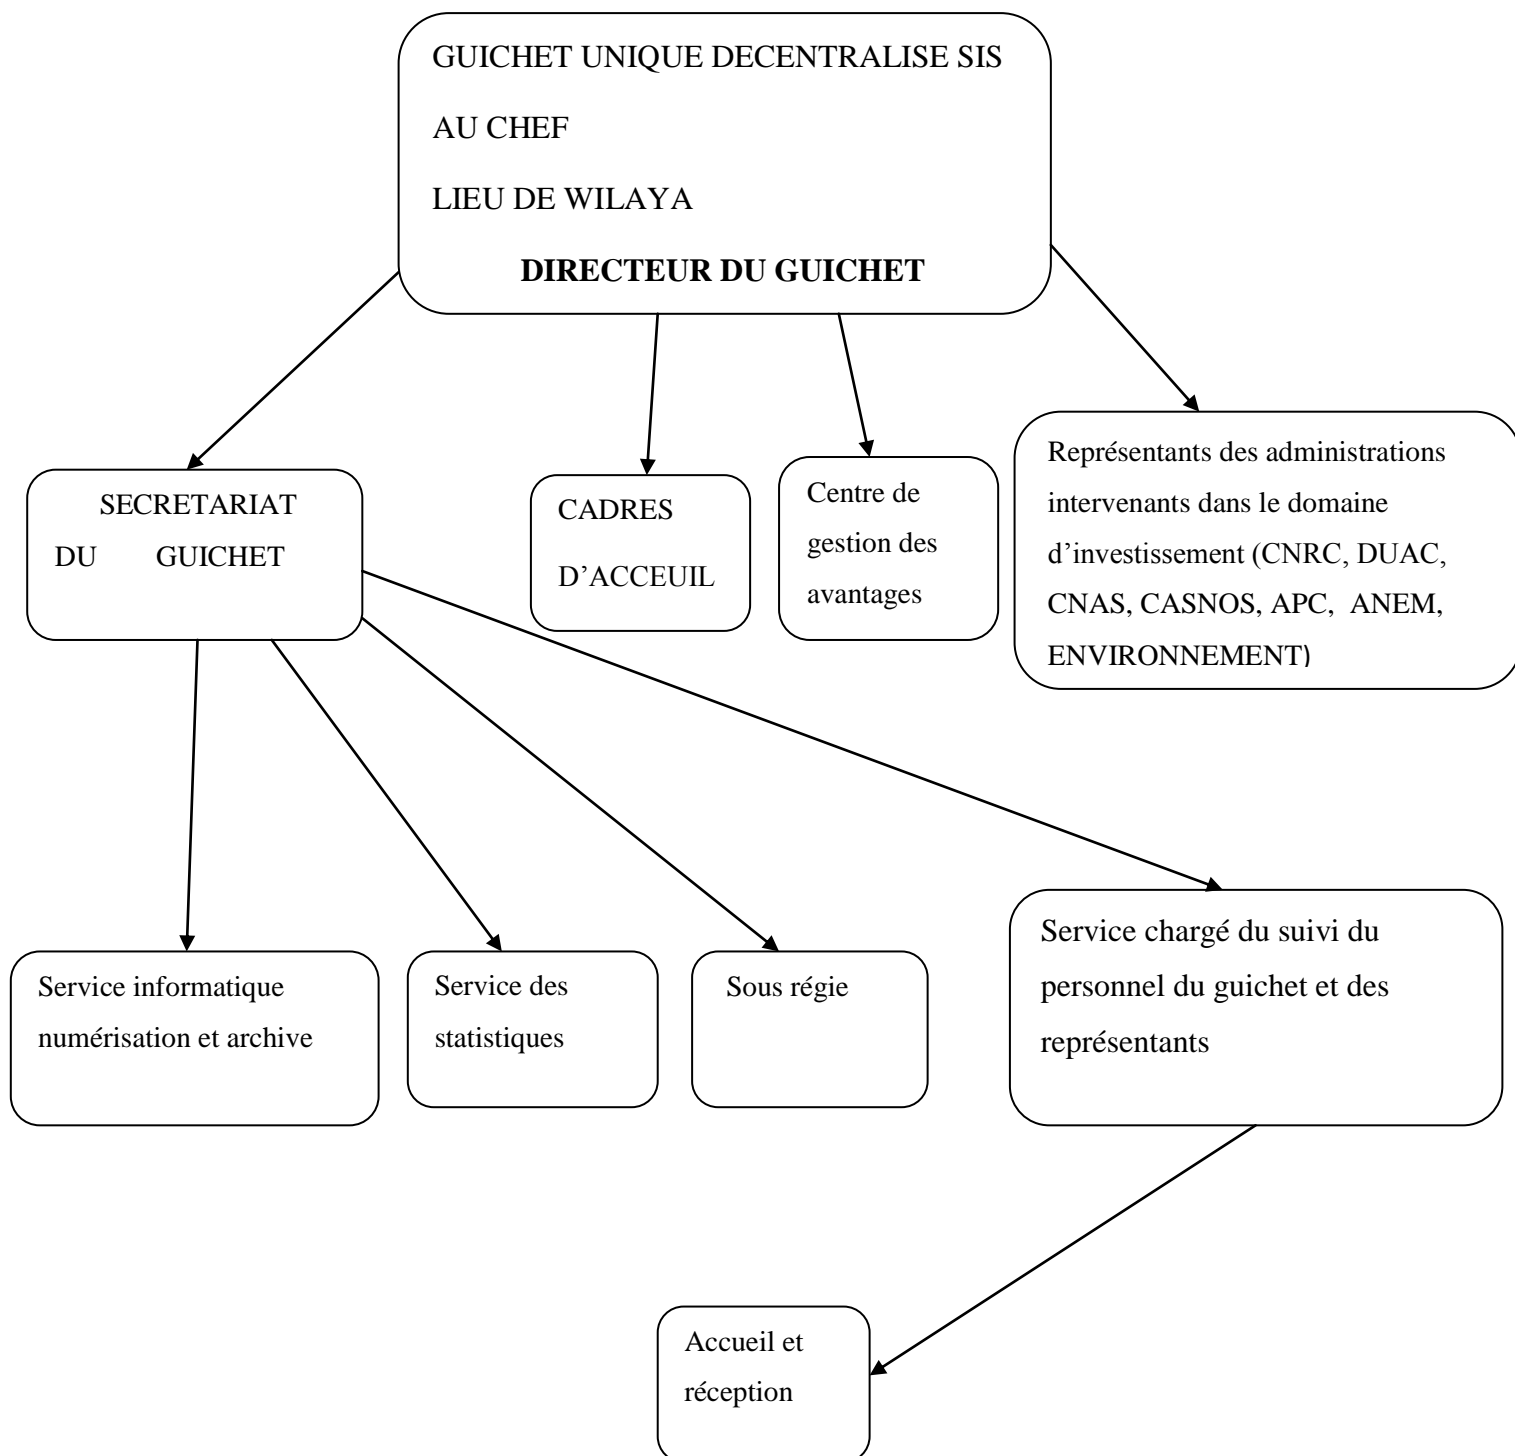 GUICHET UNIQUE DECENTRALISE SIS
AU CHEF
LIEU DE WILAYA
DIRECTEUR DU GUICHET
SECRETARIAT
DU GUICHET
CADRES
D’ACCEUIL
Centre de
gestion des
avantages
Représentants des administrations
intervenants dans le domaine
d’investissement (CNRC, DUAC,
CNAS, CASNOS, APC, ANEM,
ENVIRONNEMENT)
Service informatique
numérisation et archive
Service des
statistiques
Sous régie
Service chargé du suivi du
personnel du guichet et des
représentants
Accueil et
réception